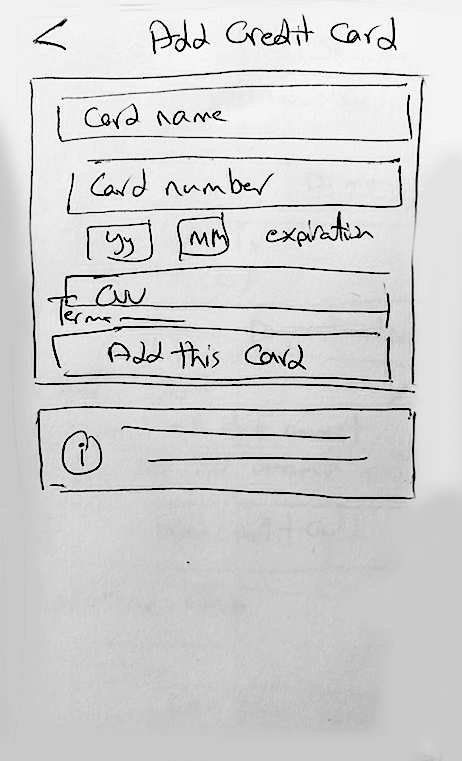 < Add Credit Card
Card name
Card number
YY MM expiration
CVV
Terms
Add this Card
i